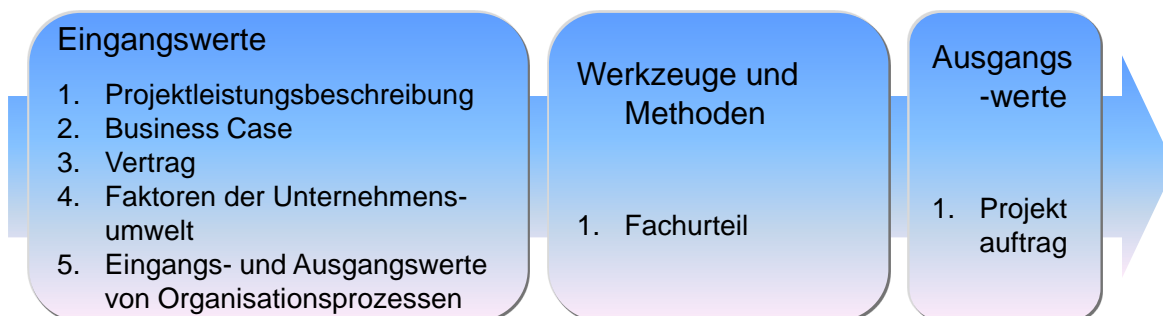 Eingangswerte
1. Projektleistungsbeschreibung
2. Business Case
3. Vertrag
4. Faktoren der Unternehmens-
umwelt
5. Eingangs- und Ausgangswerte
von Organisationsprozessen
Werkzeuge und
Methoden
1. Fachurteil
Ausgangs
-werte
1. Projekt
auftrag